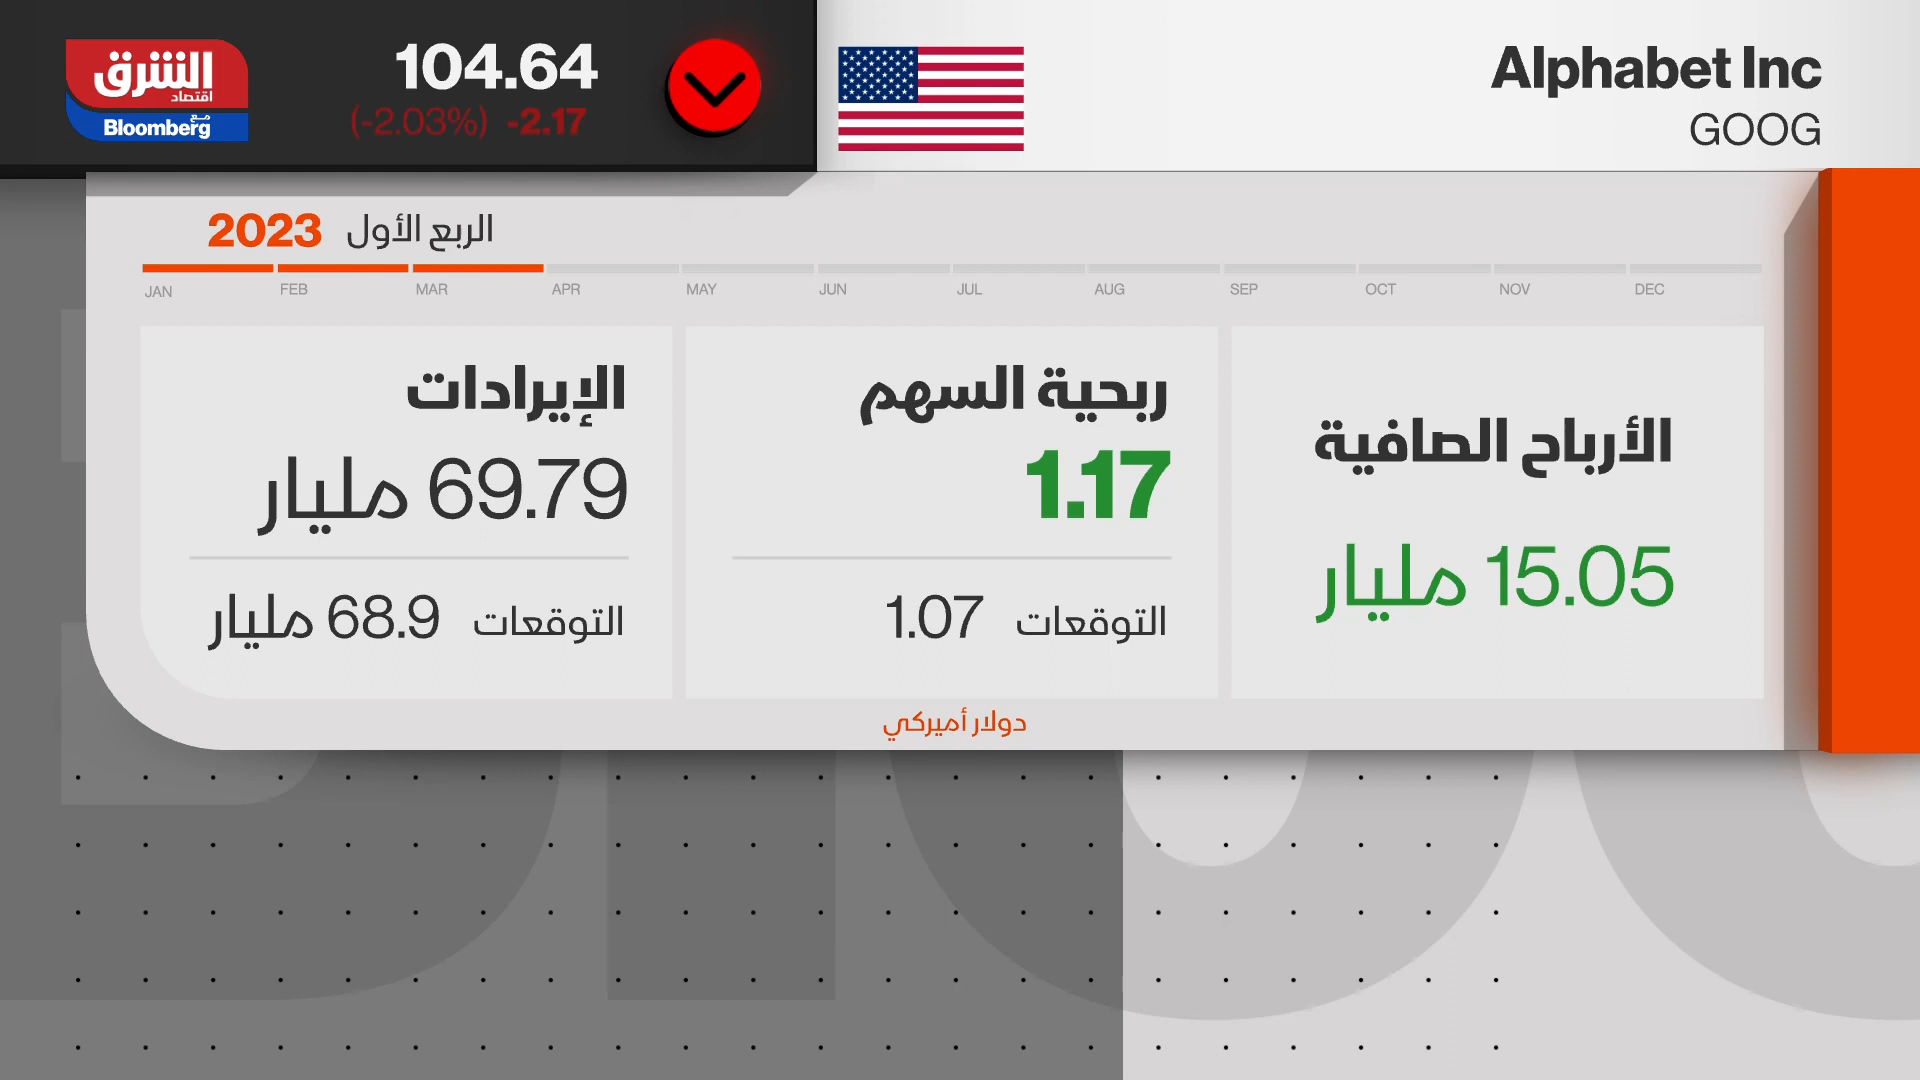 Alphabet Inc
GOOG
104.64
(-2.03%) -2.17
الشرق
اقتصاد
مع
Bloomberg
الربع الأول 2023
JAN FEB MAR APR MAY JUN JUL AUG SEP OCT NOV DEC
الأرباح الصافية
15.05 مليار
ربحية السهم
1.17
التوقعات 1.07
الإيرادات
69.79 مليار
التوقعات 68.9 مليار
دولار أميركي